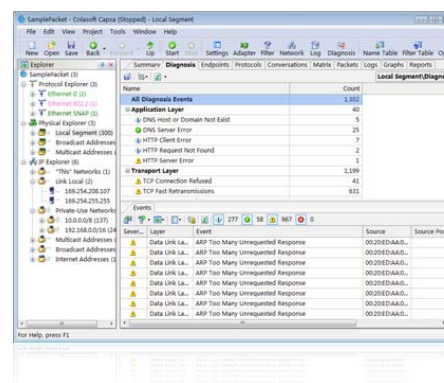 SamplePacket - Colasoft Capsa [Stopped] - Local Segment
File Edit View Project Tools Window Help
New Open Save Back Forward Up Start Stop Settings Adapter Filter Network Log Diagnosis Name Table Filter Table
Explorer
SamplePacket (3)
Protocol Explorer (3)
Ethernet II (2)
Ethernet 802.2 (1)
Ethernet SNAP (1)
Physical Explorer (3)
Local Segment (300)
Broadcast Addresses
Multicast Addresses
IP Explorer (6)
"This" Networks (1)
Link Local (2)
169.254.208.107
169.254.255.255
Private-Use Networks
10.0.0.0/8 (137)
192.168.0.0/16 (24
Multicast Addresses
Broadcast Addresses
Internet Addresses (1
Summary Diagnosis Endpoints Protocols Conversations Matrix Packets Logs Graphs Reports
Local Segment\Diagno
Name Count
All Diagnosis Events 1,302
Application Layer 40
DNS Host or Domain Not Exist 5
DNS Server Error 25
HTTP Client Error 7
HTTP Request Not Found 2
HTTP Server Error 1
Transport Layer 1,199
TCP Connection Refused 41
TCP Fast Retransmissions 631
Events
277 58 967 0
Sever... Layer Event Source Source Po
Data Link La... ARP Too Many Unrequested Response 00:20:ED:AA:0...
Data Link La... ARP Too Many Unrequested Response 00:20:ED:AA:0...
Data Link La... ARP Too Many Unrequested Response 00:20:ED:AA:0...
Data Link La... ARP Too Many Unrequested Response 00:20:ED:AA:0...
Data Link La... ARP Too Many Unrequested Response 00:20:ED:AA:0...
Data Link La... ARP Too Many Unrequested Response 00:20:ED:AA:0...
Data Link La... ARP Too Many Unrequested Response 00:20:ED:AA:0...
For Help, press F1